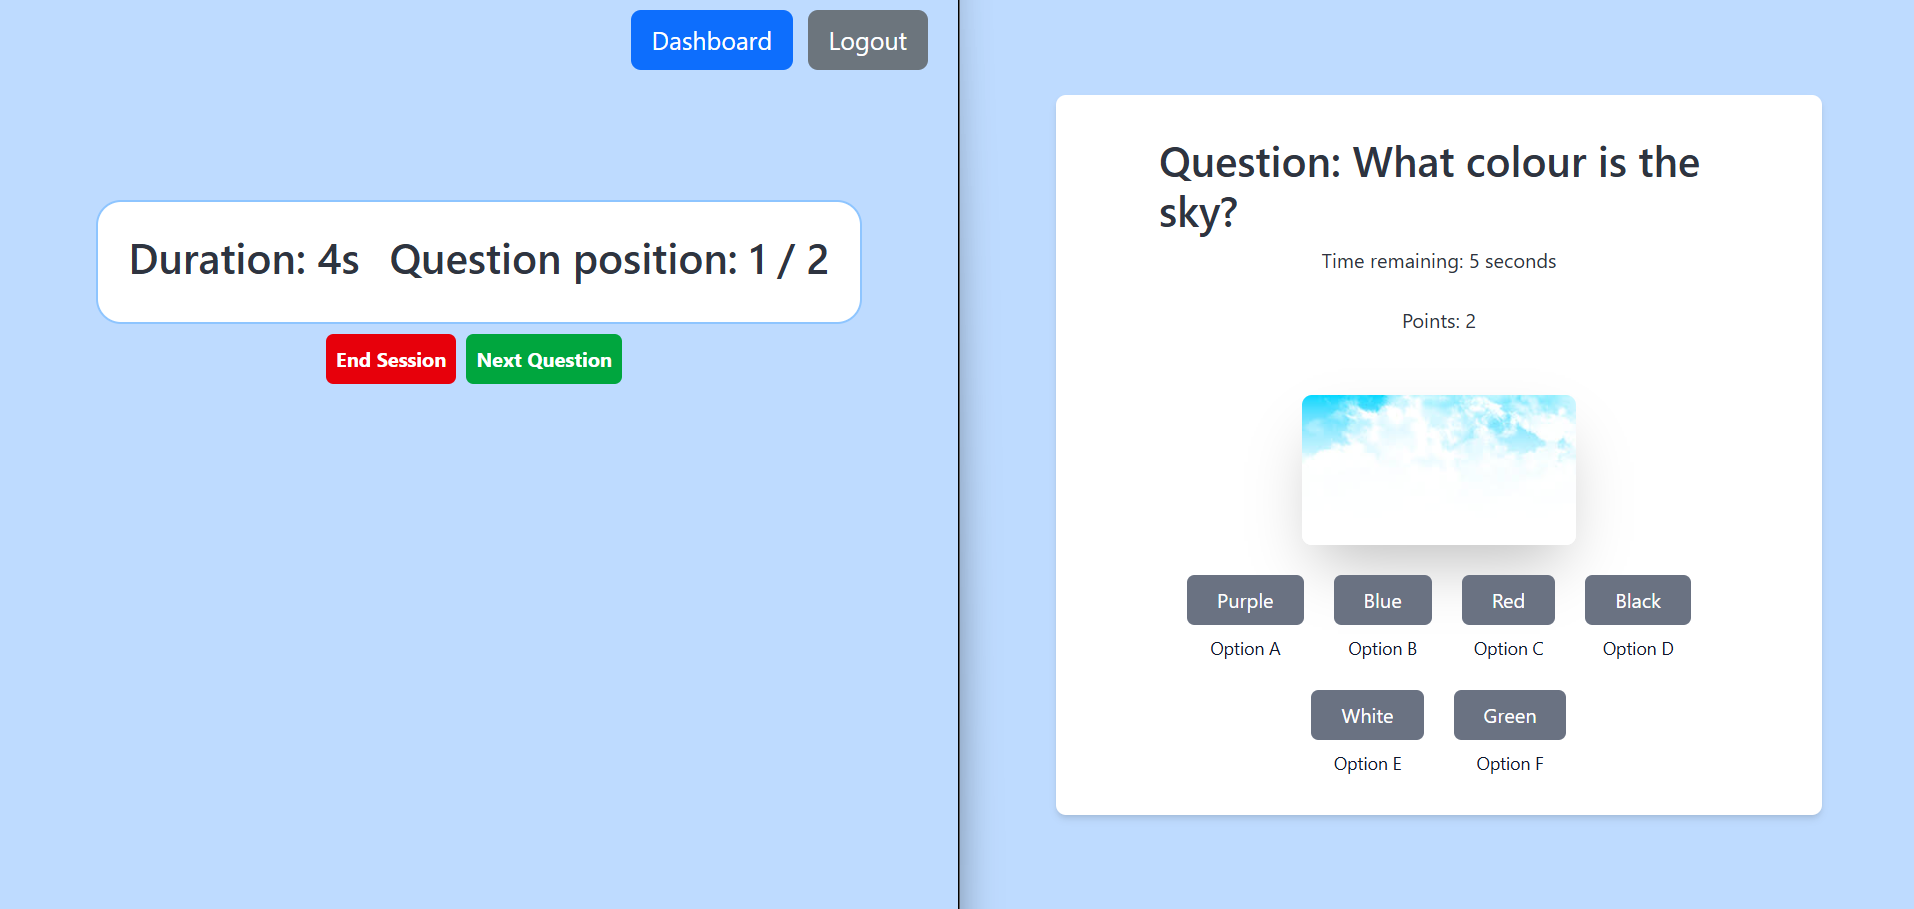 Dashboard Logout
Duration: 4s Question position: 1 / 2
End Session Next Question
Question: What colour is the
sky?
Time remaining: 5 seconds
Points: 2
Purple Blue Red Black
Option A Option B Option C Option D
White Green
Option E Option F